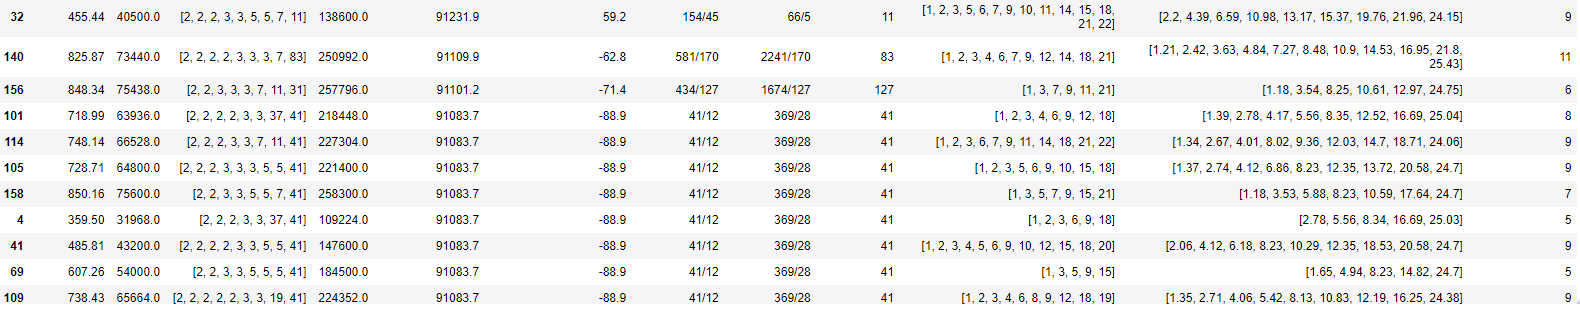 [1, 2, 3, 5, 6, 7, 9, 10, 11, 14, 15, 18,
32 455.44 40500.0 [2, 2, 2, 3, 3, 5, 5, 7, 11] 138600.0 91231.9 59.2 154/45 66/5 11 21, 22] [2.2, 4.39, 6.59, 10.98, 13.17, 15.37, 19.76, 21.96, 24.15] 9
[1.21, 2.42, 3.63, 4.84, 7.27, 8.48, 10.9, 14.53, 16.95, 21.8,
140 825.87 73440.0 [2, 2, 2, 2, 3, 3, 3, 7, 83] 250992.0 91109.9 -62.8 581/170 2241/170 83 [1, 2, 3, 4, 6, 7, 9, 12, 14, 18, 21] 25.43] 11
156 848.34 75438.0 [2, 2, 3, 3, 3, 7, 11, 31] 257796.0 91101.2 -71.4 434/127 1674/127 127 [1, 3, 7, 9, 11, 21] [1.18, 3.54, 8.25, 10.61, 12.97, 24.75] 6
101 718.99 63936.0 [2, 2, 2, 2, 3, 3, 37, 41] 218448.0 91083.7 -88.9 41/12 369/28 41 [1, 2, 3, 4, 6, 9, 12, 18] [1.39, 2.78, 4.17, 5.56, 8.35, 12.52, 16.69, 25.04] 8
114 748.14 66528.0 [2, 2, 2, 3, 3, 7, 11, 41] 227304.0 91083.7 -88.9 41/12 369/28 41 [1, 2, 3, 6, 7, 9, 11, 14, 18, 21, 22] [1.34, 2.67, 4.01, 8.02, 9.36, 12.03, 14.7, 18.71, 24.06] 9
105 728.71 64800.0 [2, 2, 2, 3, 3, 3, 5, 5, 41] 221400.0 91083.7 -88.9 41/12 369/28 41 [1, 2, 3, 5, 6, 9, 10, 15, 18] [1.37, 2.74, 4.12, 6.86, 8.23, 12.35, 13.72, 20.58, 24.7] 9
158 850.16 75600.0 [2, 2, 3, 3, 5, 5, 7, 41] 258300.0 91083.7 -88.9 41/12 369/28 41 [1, 3, 5, 7, 9, 15, 21] [1.18, 3.53, 5.88, 8.23, 10.59, 17.64, 24.7] 7
4 359.50 31968.0 [2, 2, 2, 3, 3, 37, 41] 109224.0 91083.7 -88.9 41/12 369/28 41 [1, 2, 3, 6, 9, 18] [2.78, 5.56, 8.34, 16.69, 25.03] 5
41 485.81 43200.0 [2, 2, 2, 2, 3, 3, 5, 5, 41] 147600.0 91083.7 -88.9 41/12 369/28 41 [1, 2, 3, 4, 5, 6, 9, 10, 12, 15, 18, 20] [2.06, 4.12, 6.18, 8.23, 10.29, 12.35, 18.53, 20.58, 24.7] 9
69 607.26 54000.0 [2, 2, 3, 3, 5, 5, 5, 41] 184500.0 91083.7 -88.9 41/12 369/28 41 [1, 3, 5, 9, 15] [1.65, 4.94, 8.23, 14.82, 24.7] 5
109 738.43 65664.0 [2, 2, 2, 2, 2, 3, 3, 19, 41] 224352.0 91083.7 -88.9 41/12 369/28 41 [1, 2, 3, 4, 6, 8, 9, 12, 18, 19] [1.35, 2.71, 4.06, 5.42, 8.13, 10.83, 12.19, 16.25, 24.38] 9